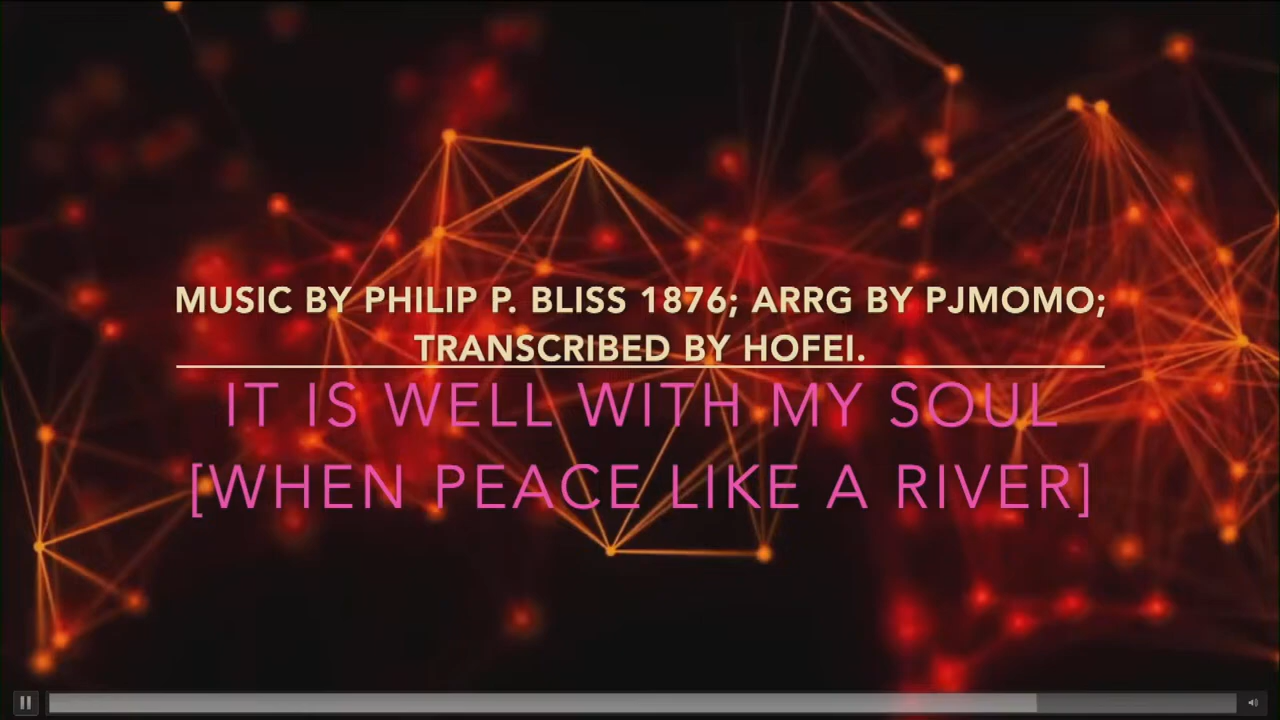 MUSIC BY PHILIP P. BLISS 1876; ARRG BY PJMOMO;
TRANSCRIBED BY HOFEI.
IT IS WELL WITH MY SOUL
[WHEN PEACE LIKE A RIVER]